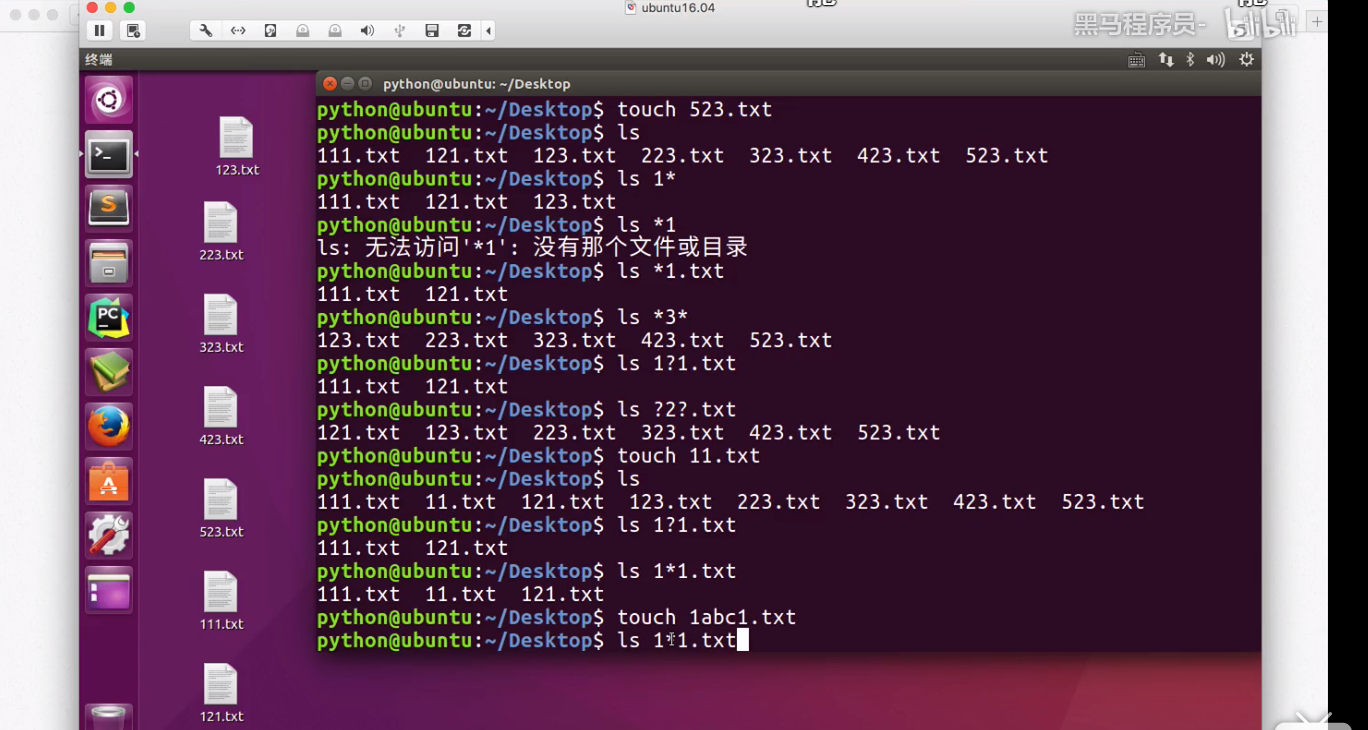 ubuntu16.04
黑马程序员- bilibili
终端
python@ubuntu: ~/Desktop
python@ubuntu:~/Desktop$ touch 523.txt
python@ubuntu:~/Desktop$ ls
111.txt 121.txt 123.txt 223.txt 323.txt 423.txt 523.txt
python@ubuntu:~/Desktop$ ls 1*
111.txt 121.txt 123.txt
python@ubuntu:~/Desktop$ ls *1
ls: 无法访问'*1': 没有那个文件或目录
python@ubuntu:~/Desktop$ ls *1.txt
111.txt 121.txt
python@ubuntu:~/Desktop$ ls *3*
123.txt 223.txt 323.txt 423.txt 523.txt
python@ubuntu:~/Desktop$ ls 1?1.txt
111.txt 121.txt
python@ubuntu:~/Desktop$ ls ?2?.txt
121.txt 123.txt 223.txt 323.txt 423.txt 523.txt
python@ubuntu:~/Desktop$ touch 11.txt
python@ubuntu:~/Desktop$ ls
111.txt 11.txt 121.txt 123.txt 223.txt 323.txt 423.txt 523.txt
python@ubuntu:~/Desktop$ ls 1?1.txt
111.txt 121.txt
python@ubuntu:~/Desktop$ ls 1*1.txt
111.txt 11.txt 121.txt
python@ubuntu:~/Desktop$ touch 1abc1.txt
python@ubuntu:~/Desktop$ ls 1*1.txt
123.txt
223.txt
323.txt
423.txt
523.txt
111.txt
121.txt
PC